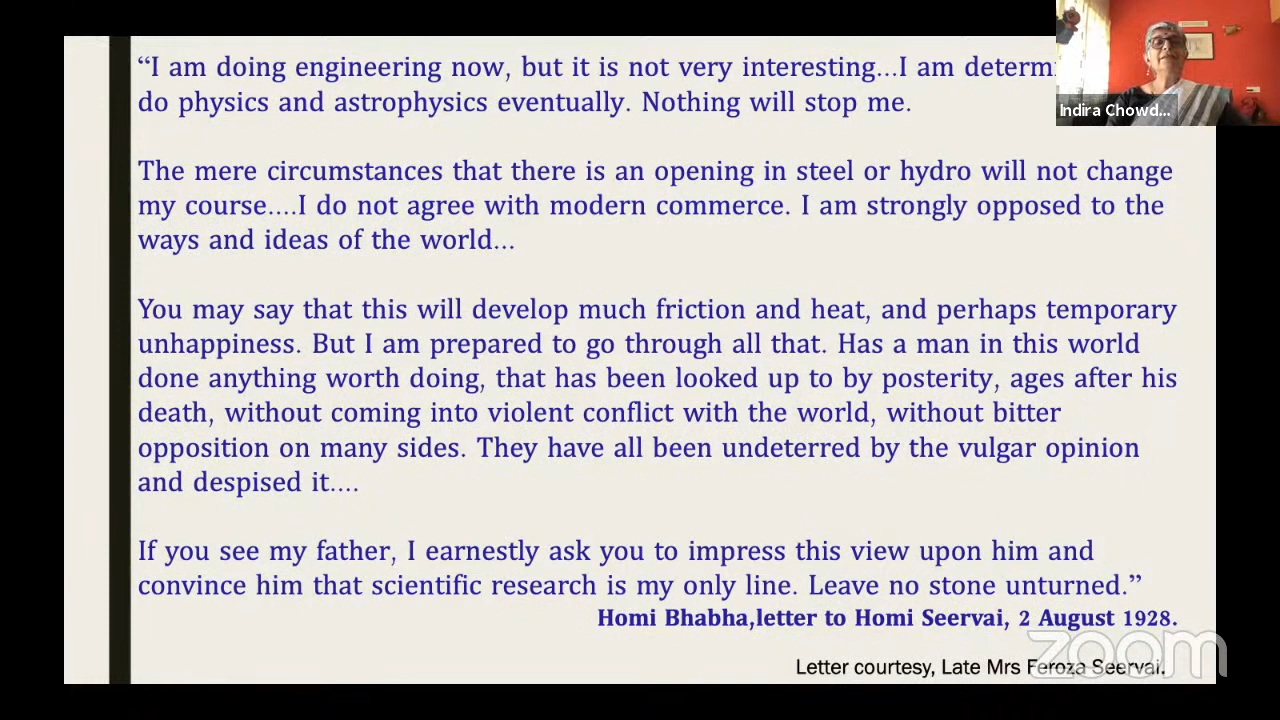 “I am doing engineering now, but it is not very interesting...I am
do physics and astrophysics eventually. Nothing will stop me.
The mere circumstances that there is an opening in steel or hydro will not change
my course....I do not agree with modern commerce. I am strongly opposed to the
ways and ideas of the world...
You may say that this will develop much friction and heat, and perhaps temporary
unhappiness. But I am prepared to go through all that. Has a man in this world
done anything worth doing, that has been looked up to by posterity, ages after his
death, without coming into violent conflict with the world, without bitter
opposition on many sides. They have all been undeterred by the vulgar opinion
and despised it....
If you see my father, I earnestly ask you to impress this view upon him and
convince him that scientific research is my only line. Leave no stone unturned.”
Homi Bhabha,letter to Homi Seervai, 2 August 1928.
Letter courtesy, Late Mrs Feroza Seervai.
Indira Chowd...
zoom